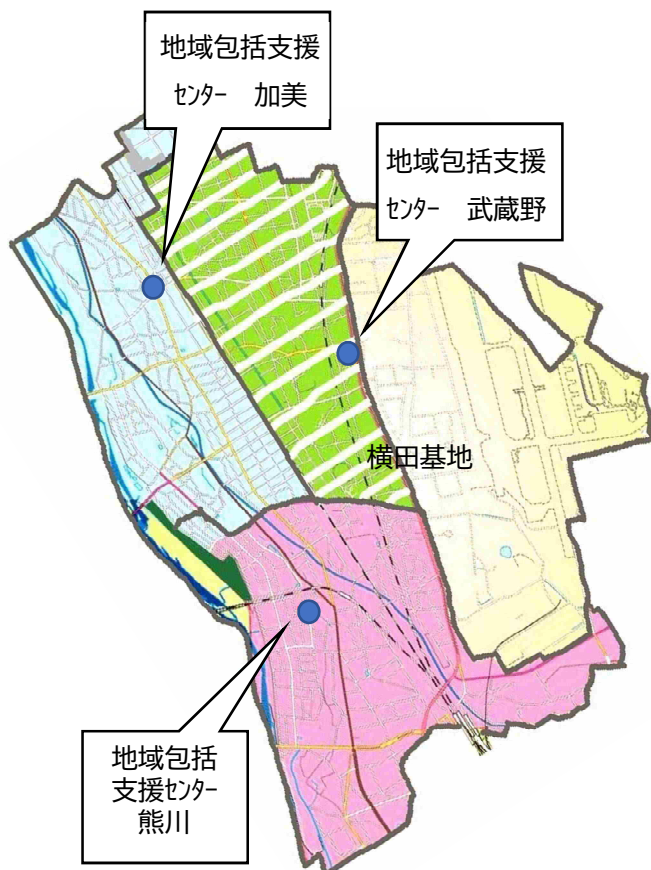 地域包括支援
センター　加美
地域包括支援
センター　武蔵野
横田基地
地域包括
支援センター
熊川